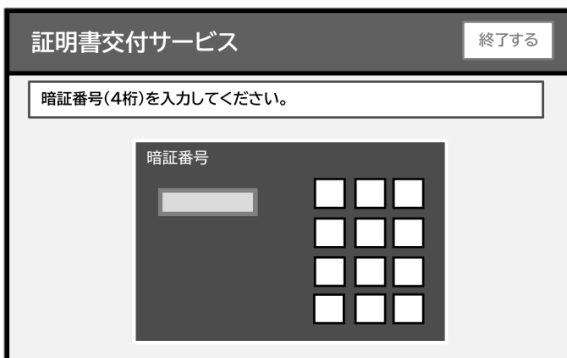 証明書交付サービス
終了する
暗証番号(4桁)を入力してください。
暗証番号